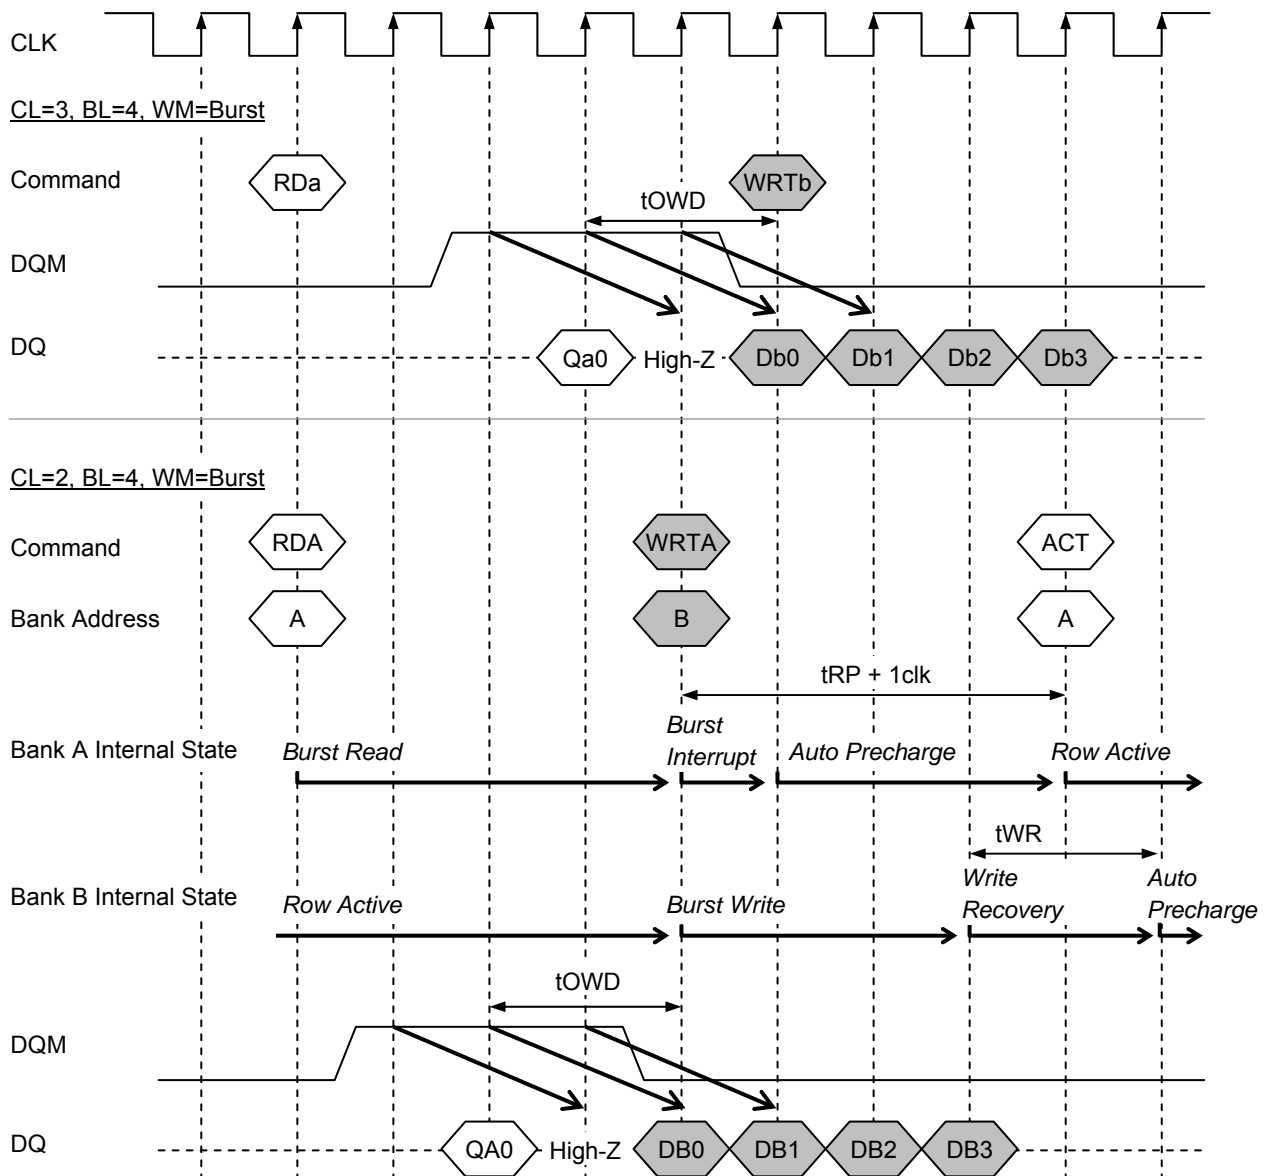 CLK
CL=3, BL=4, WM=Burst
Command RDa WRTb
tOWD
DQM
DQ Qa0 High-Z Db0 Db1 Db2 Db3
CL=2, BL=4, WM=Burst
Command RDA WRTA ACT
Bank Address A B A
tRP + 1clk
Bank A Internal State Burst Read Burst Interrupt Auto Precharge Row Active
tWR
Bank B Internal State Row Active Burst Write Write Recovery Auto Precharge
tOWD
DQM
DQ QA0 High-Z DB0 DB1 DB2 DB3